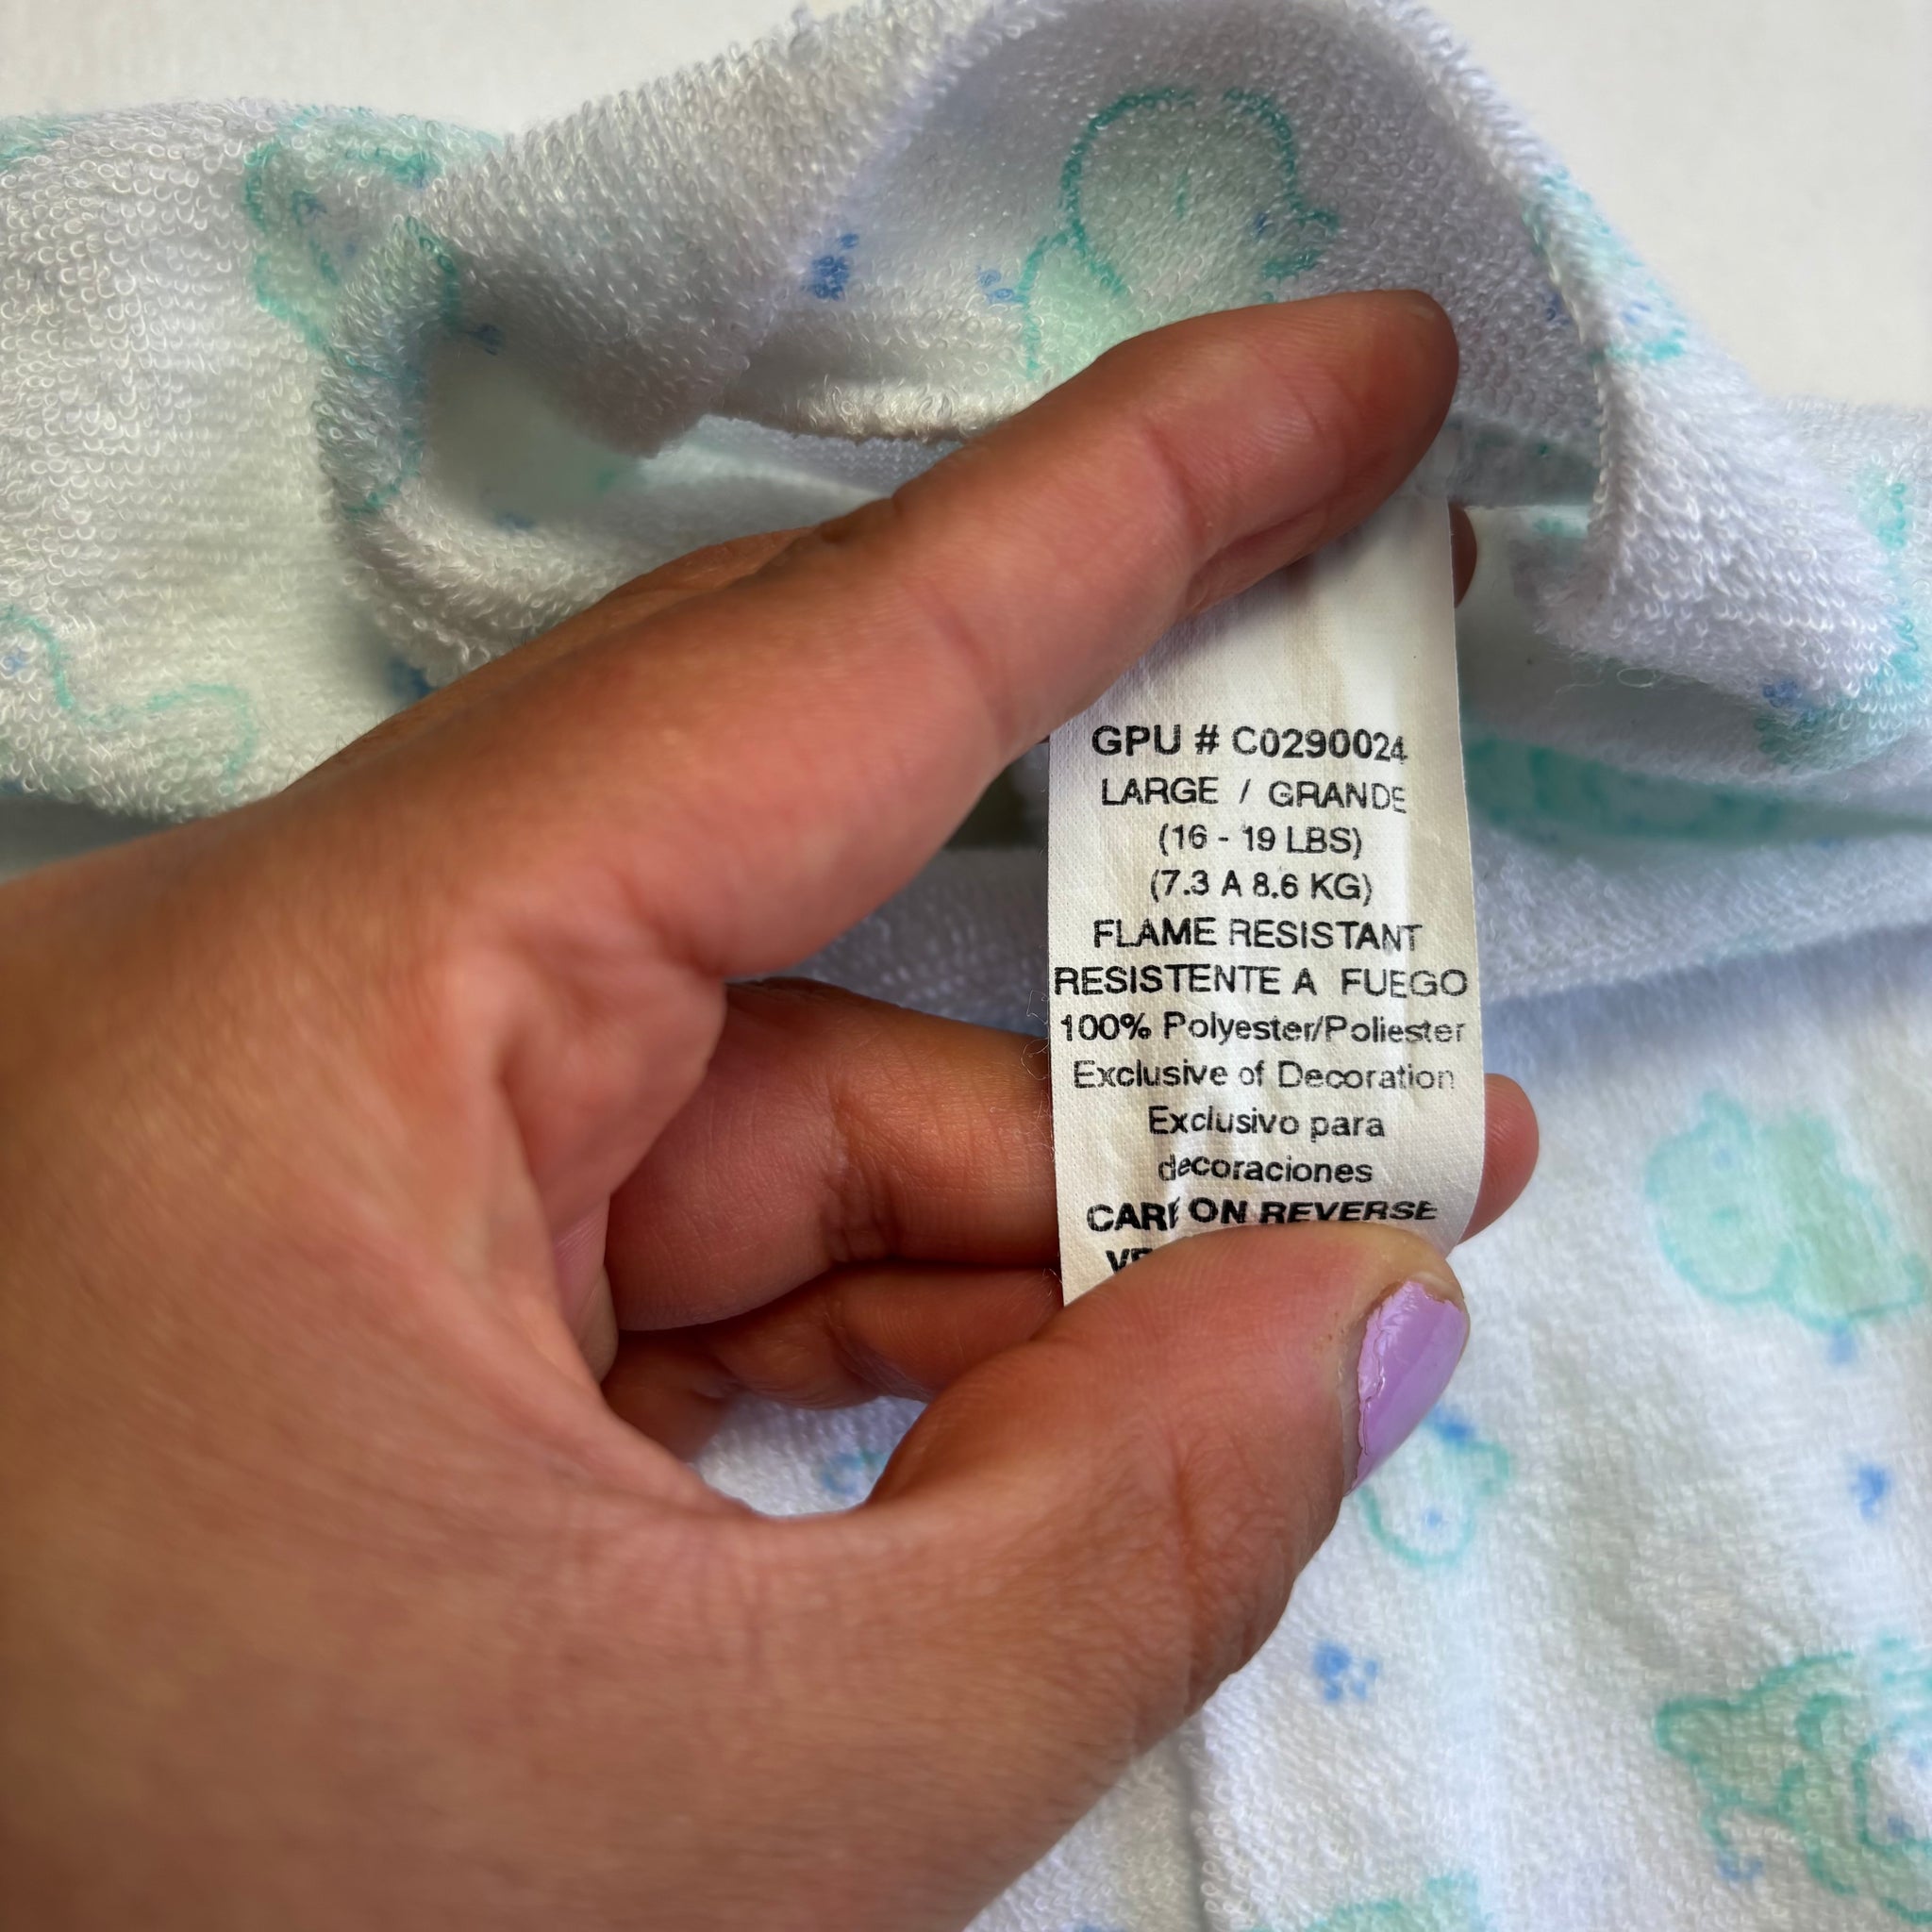 GPU # C0290024
LARGE / GRANDE
(16 - 19 LBS)
(7.3 A 8.6 KG)
FLAME RESISTANT
RESISTENTE A FUEGO
100% Polyester/Poliester
Exclusive of Decoration
Exclusivo para
decoraciones
CARE ON REVERSE